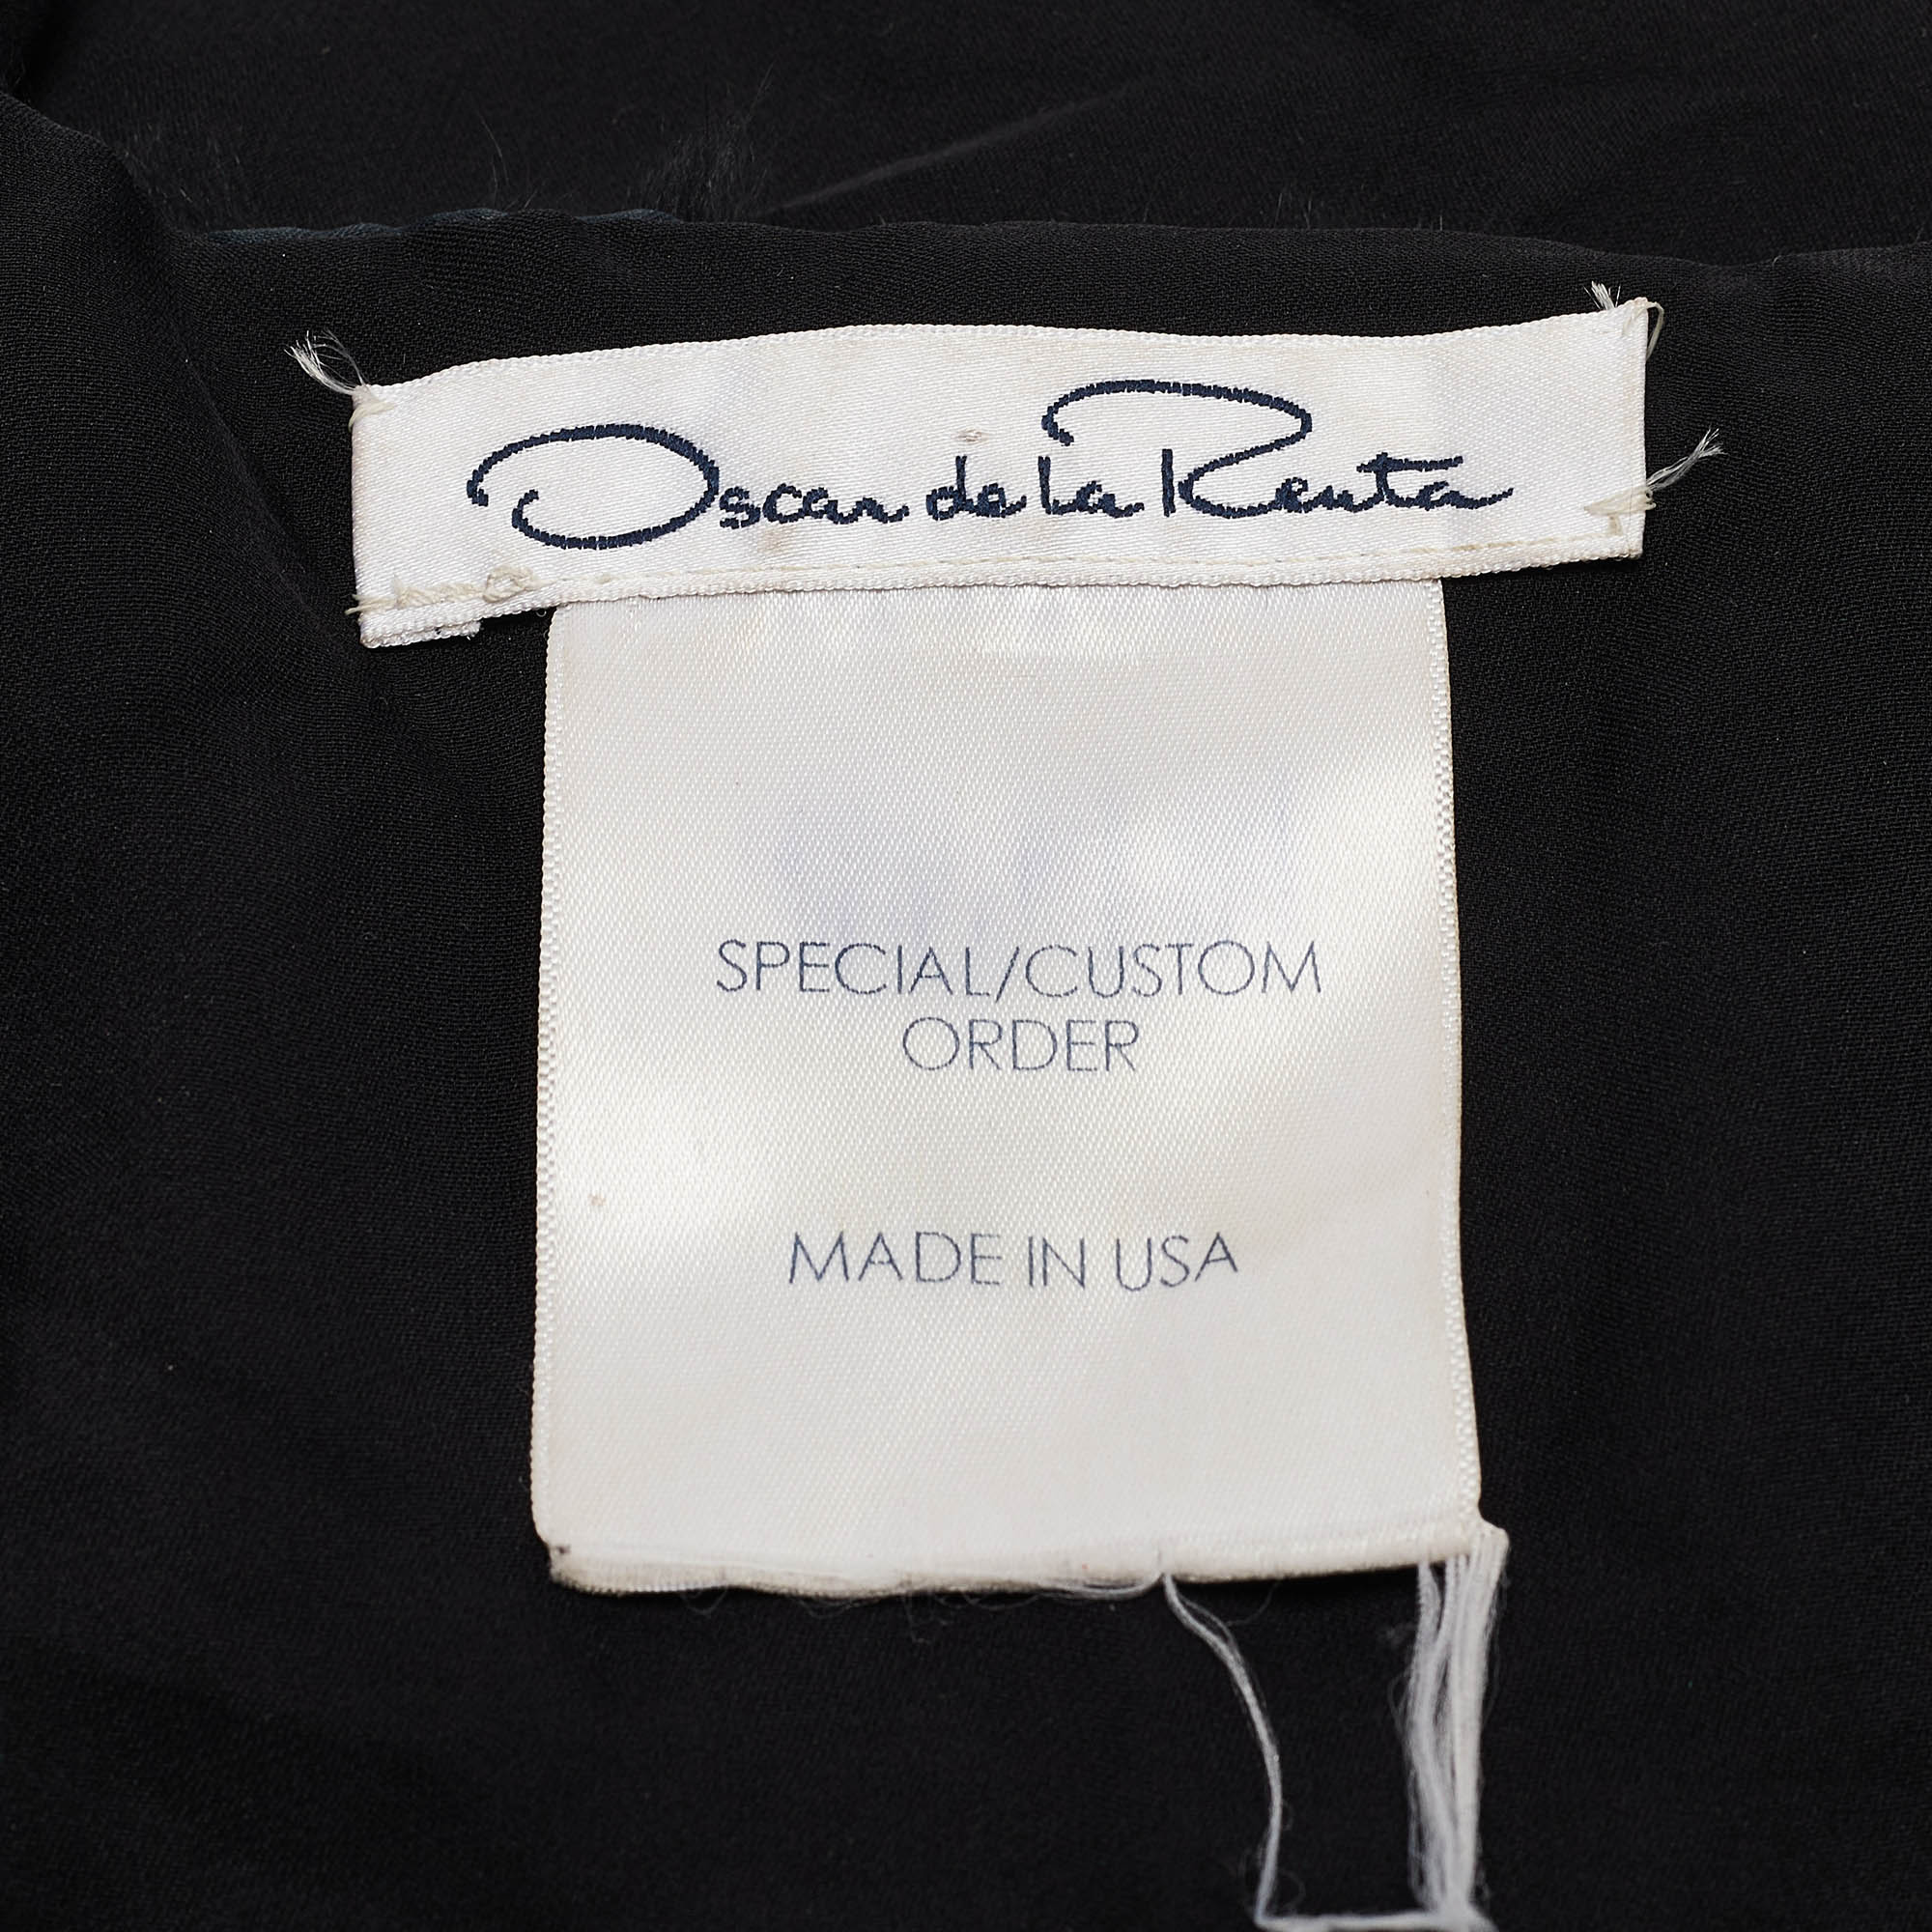 Oscar de la Renta
SPECIAL/CUSTOM
ORDER
MADE IN USA